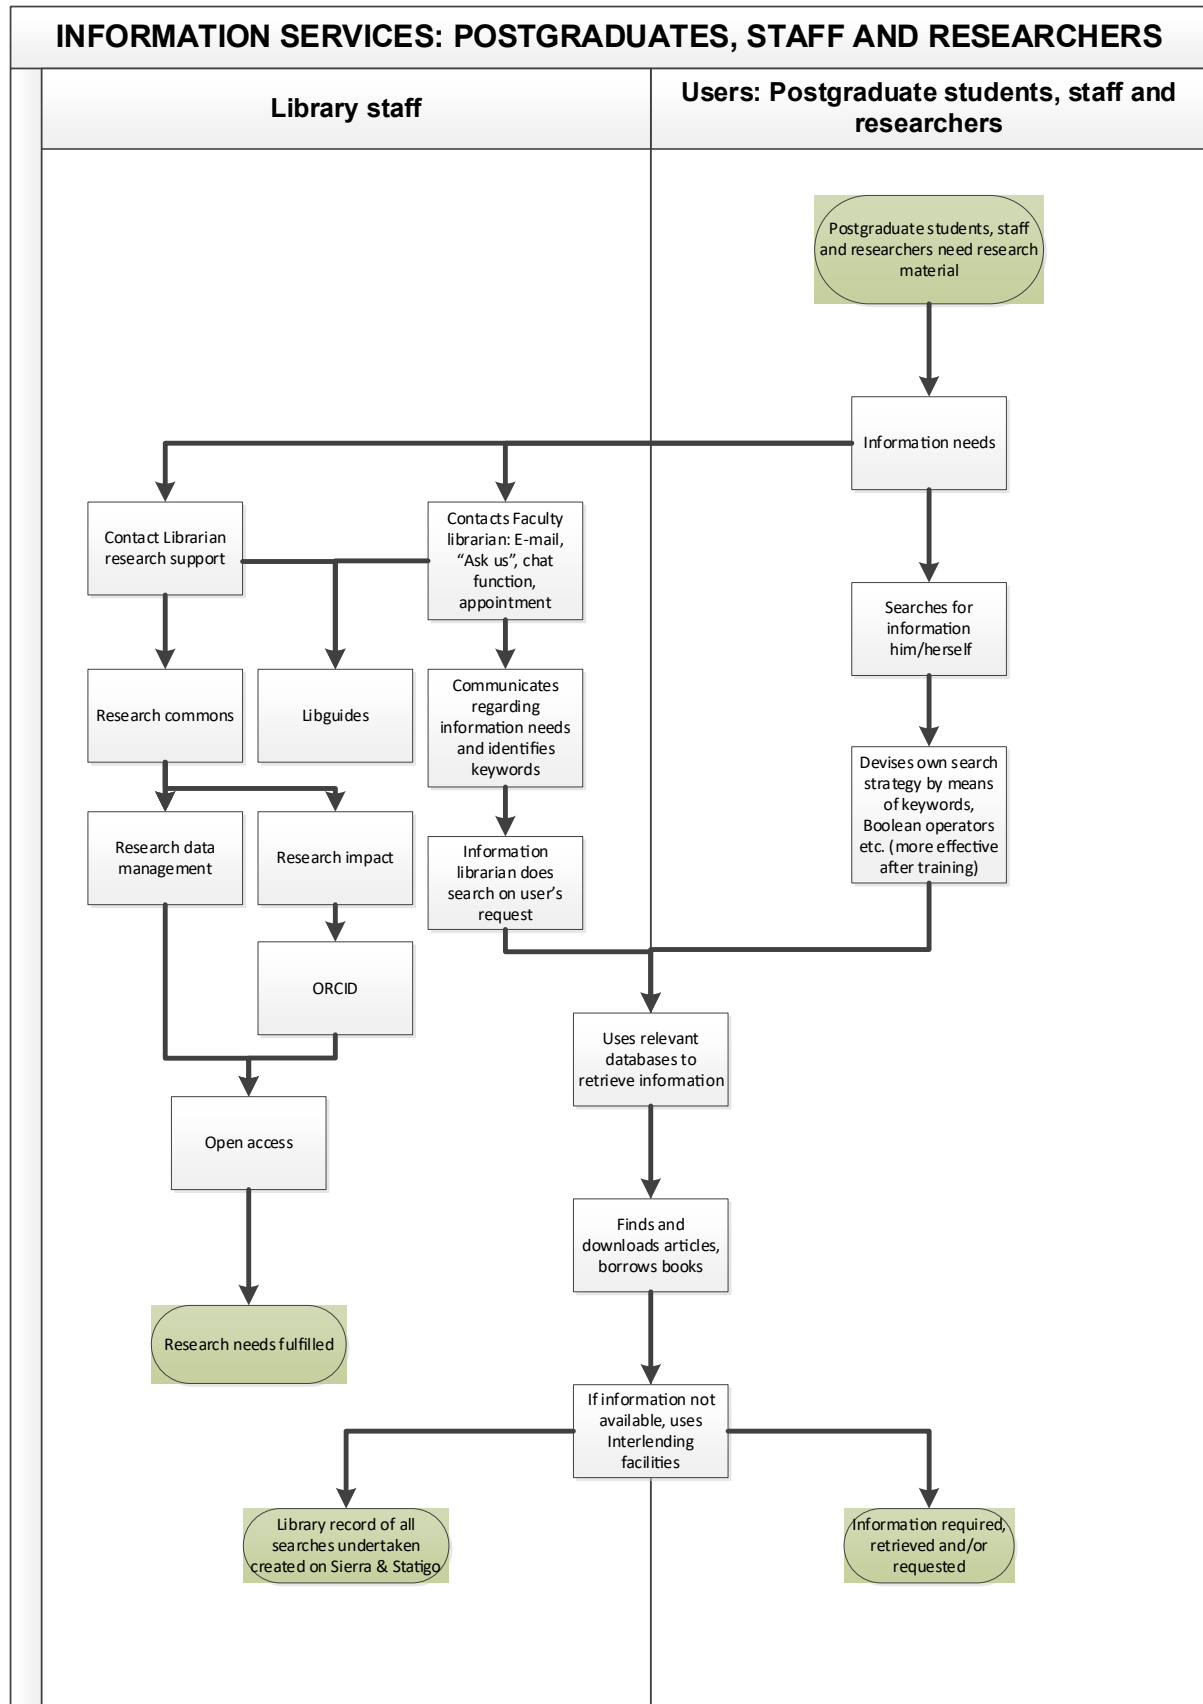 INFORMATION SERVICES: POSTGRADUATES, STAFF AND RESEARCHERS
Library staff
Users: Postgraduate students, staff and
researchers
Postgraduate students, staff
and researchers need research
material
Information needs
Contact Librarian
research support
Contacts Faculty
librarian: E-mail,
“Ask us”, chat
function,
appointment
Searches for
information
him/herself
Research commons
Libguides
Communicates
regarding
information needs
and identifies
keywords
Devises own search
strategy by means
of keywords,
Boolean operators
etc. (more effective
after training)
Research data
management
Research impact
Information
librarian does
search on user’s
request
ORCID
Uses relevant
databases to
retrieve information
Open access
Finds and
downloads articles,
borrows books
Research needs fulfilled
If information not
available, uses
Interlending
facilities
Library record of all
searches undertaken
created on Sierra & Statigo
Information required,
retrieved and/or
requested